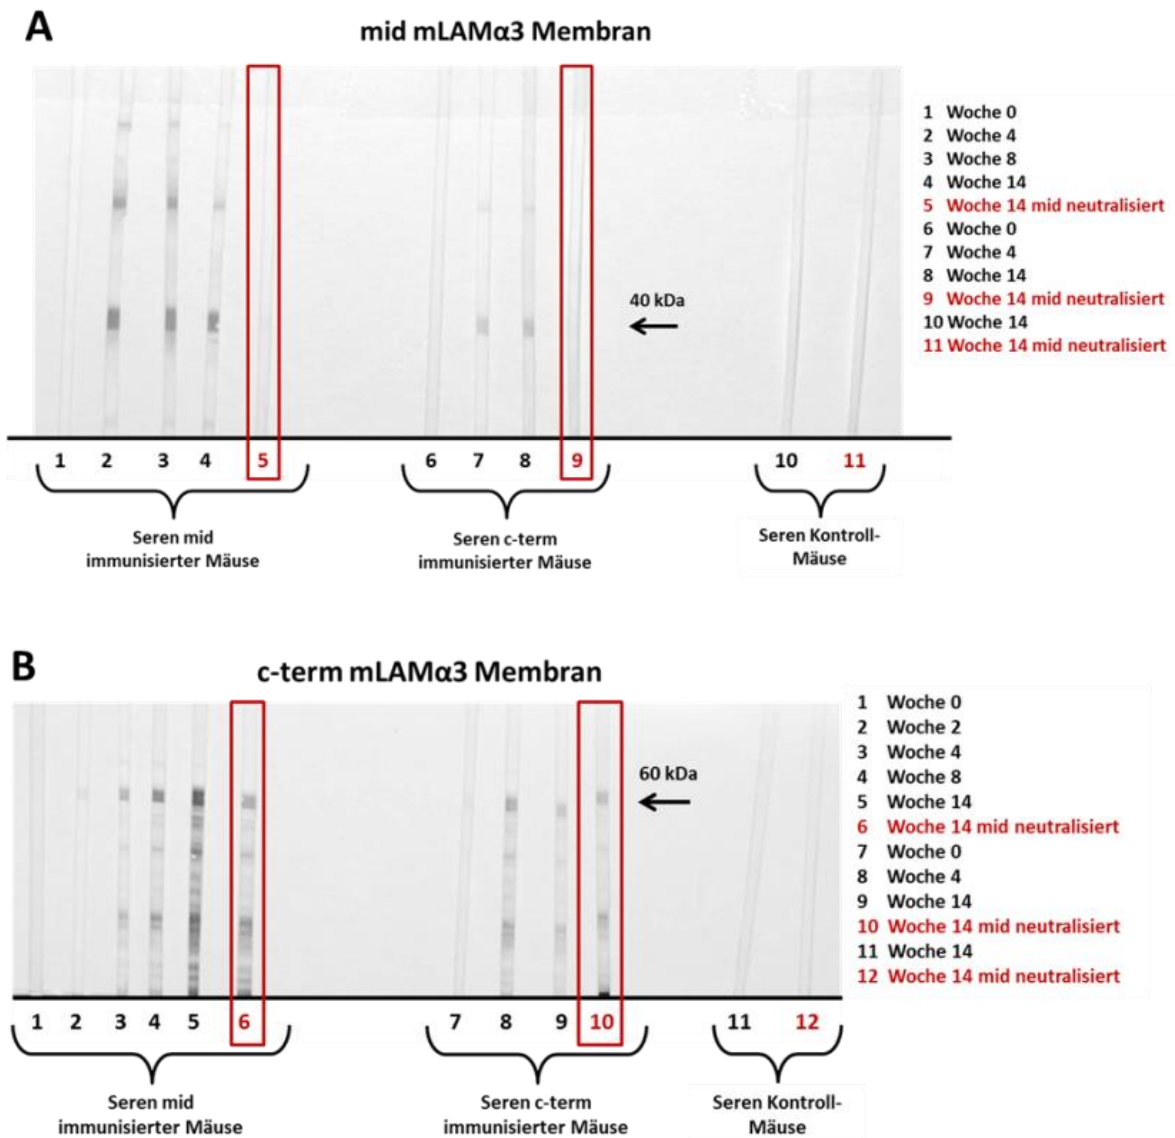 A
mid mLAMα3 Membran
1 Woche 0
2 Woche 4
3 Woche 8
4 Woche 14
5 Woche 14 mid neutralisiert
6 Woche 0
7 Woche 4
8 Woche 14
9 Woche 14 mid neutralisiert
10 Woche 14
11 Woche 14 mid neutralisiert
40 kDa
1 2 3 4 5 6 7 8 9 10 11
Seren mid
immunisierter Mäuse
Seren c-term
immunisierter Mäuse
Seren Kontroll-
Mäuse
B
c-term mLAMα3 Membran
1 Woche 0
2 Woche 2
3 Woche 4
4 Woche 8
5 Woche 14
6 Woche 14 mid neutralisiert
7 Woche 0
8 Woche 4
9 Woche 14
10 Woche 14 mid neutralisiert
11 Woche 14
12 Woche 14 mid neutralisiert
60 kDa
1 2 3 4 5 6 7 8 9 10 11 12
Seren mid
immunisierter Mäuse
Seren c-term
immunisierter Mäuse
Seren Kontroll-
Mäuse